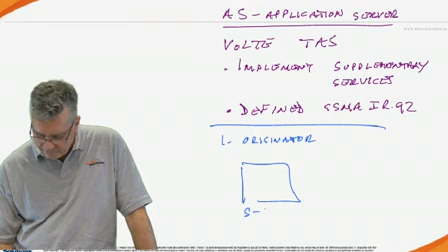 AS - APPLICATION SERVER
VOLTE TAS
• IMPLEMENT SUPPLEMENTARY
SERVICES
• DEFINED GSMA IR.92
1. ORIGINATOR
S-